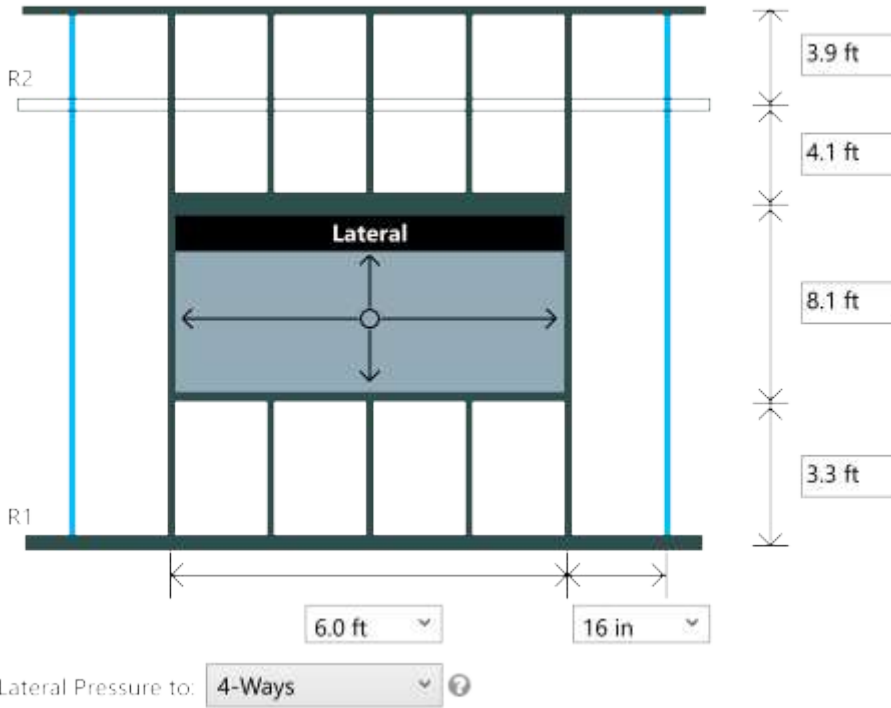 3.9 ft
R2
4.1 ft
Lateral
8.1 ft
3.3 ft
R1
6.0 ft
16 in
Lateral Pressure to: 4-Ways ?